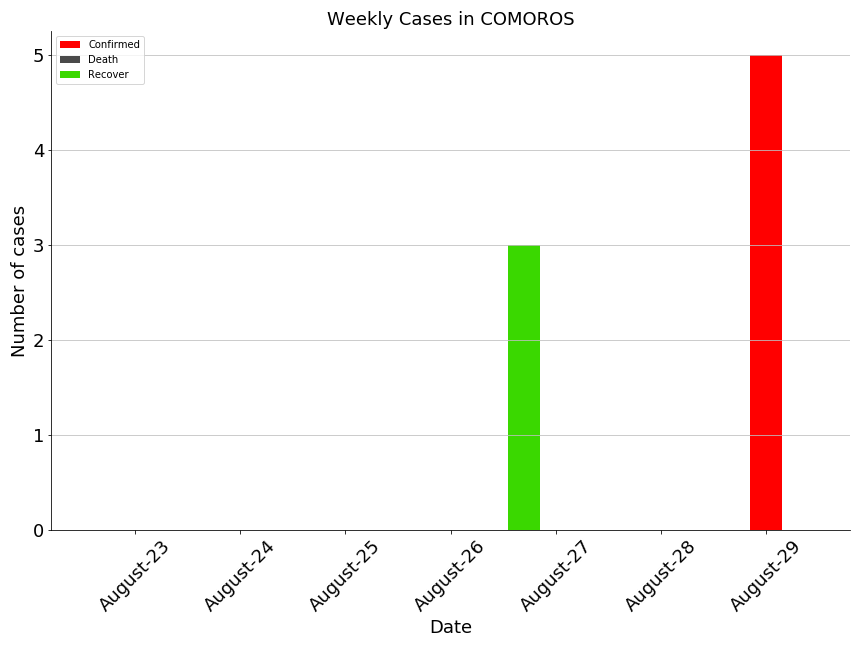 Weekly Cases in COMOROS
Confirmed
Death
Recover
Number of cases
5
4
3
2
1
0
August-23
August-24
August-25
August-26
August-27
August-28
August-29
Date